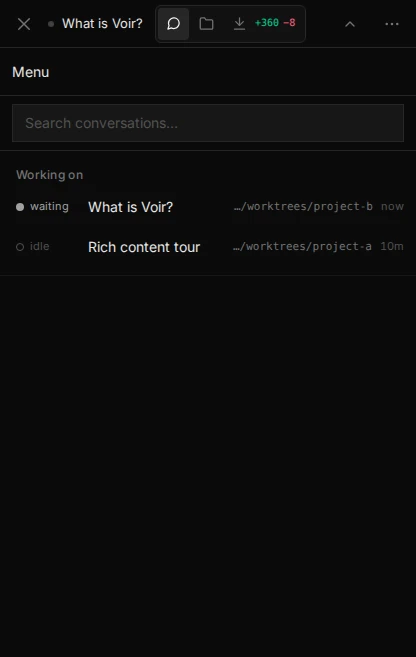 What is Voir?
+360 −8
Menu
Search conversations...
Working on
waiting What is Voir? …/worktrees/project-b now
idle Rich content tour …/worktrees/project-a 10m